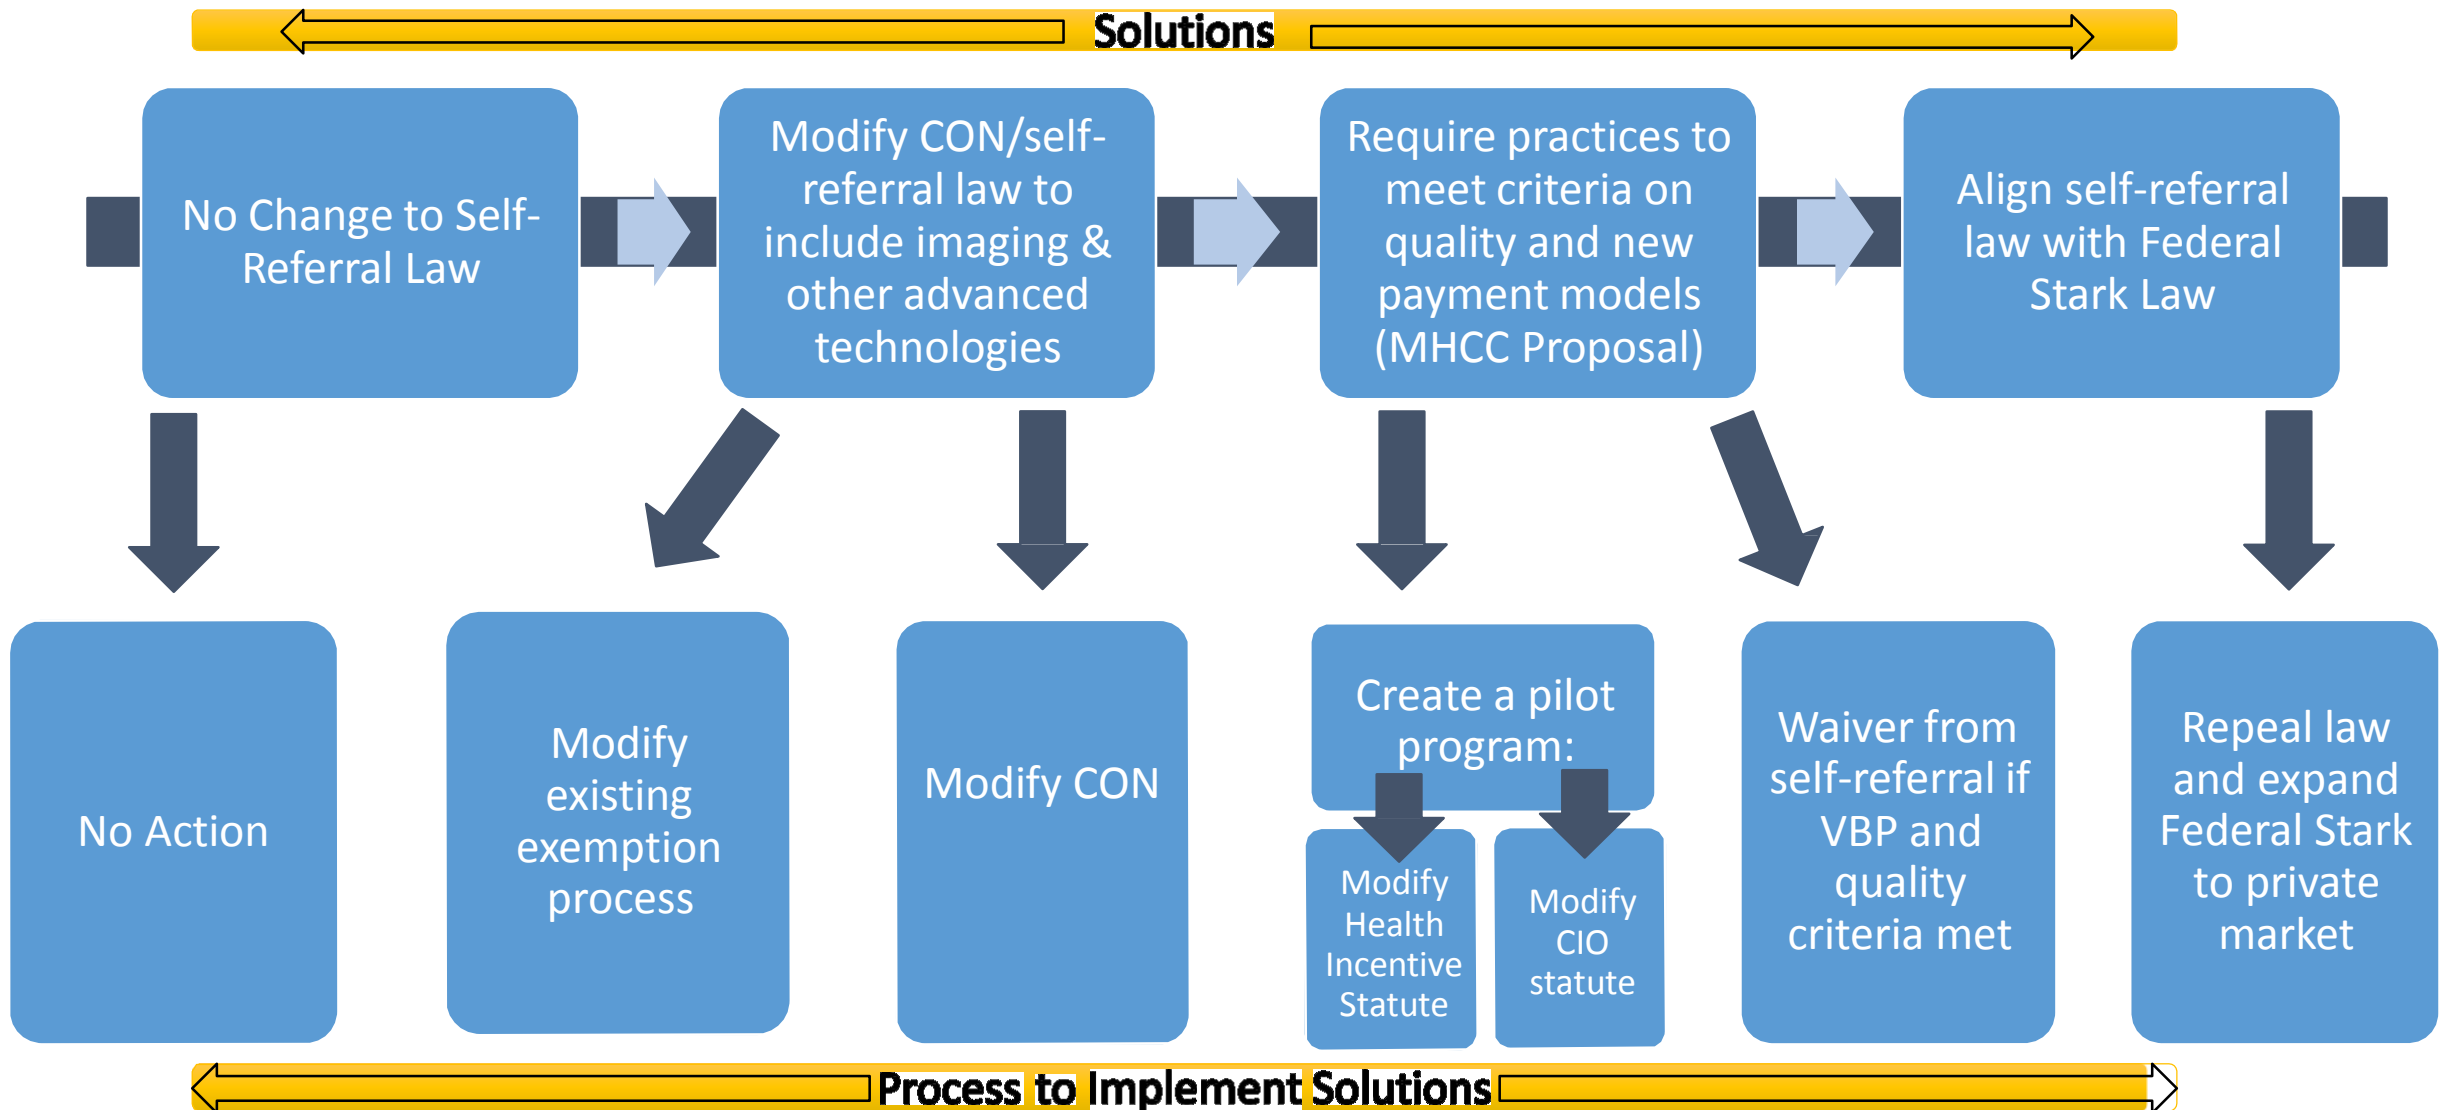 Solutions
No Change to Self-
Referral Law
Modify CON/self-
referral law to
include imaging &
other advanced
technologies
Require practices to
meet criteria on
quality and new
payment models
(MHCC Proposal)
Align self-referral
law with Federal
Stark Law
No Action
Modify
existing
exemption
process
Modify CON
Create a pilot
program:
Modify
Health
Incentive
Statute
Modify
CIO
statute
Waiver from
self-referral if
VBP and
quality
criteria met
Repeal law
and expand
Federal Stark
to private
market
Process to Implement Solutions